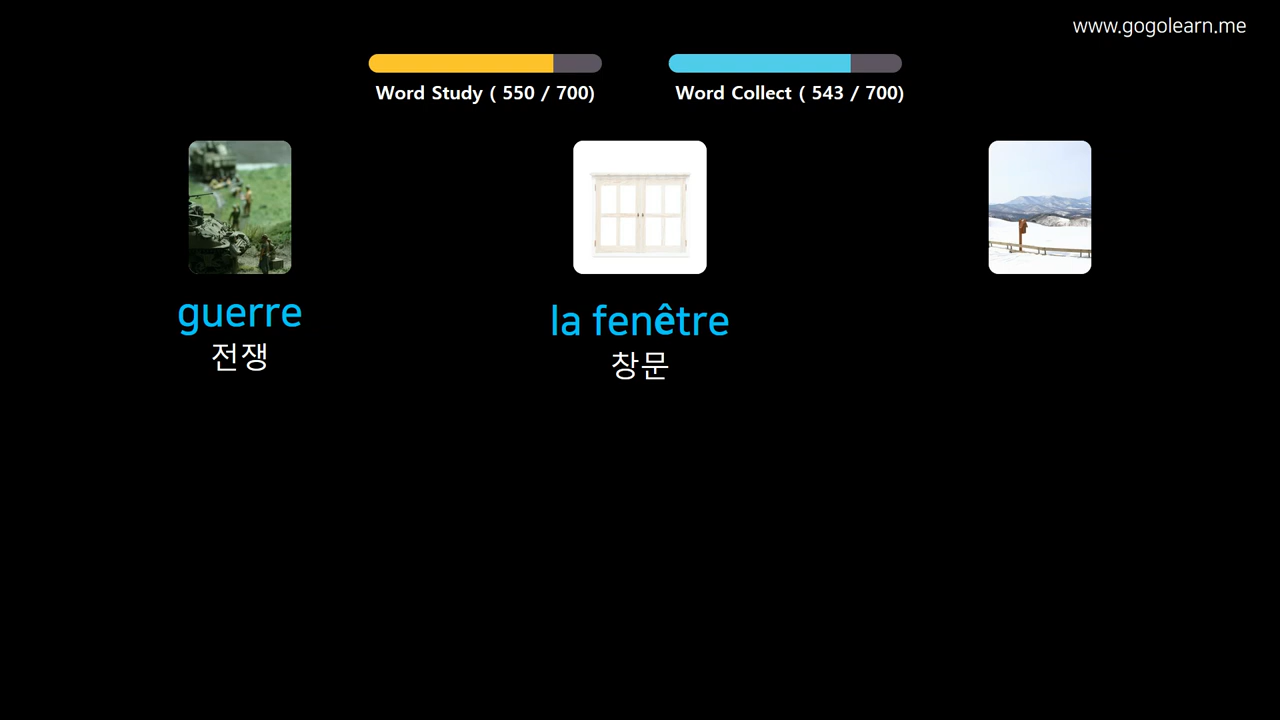 www.gogolearn.me
Word Study ( 550 / 700)
Word Collect ( 543 / 700)
guerre
전쟁
la fenêtre
창문